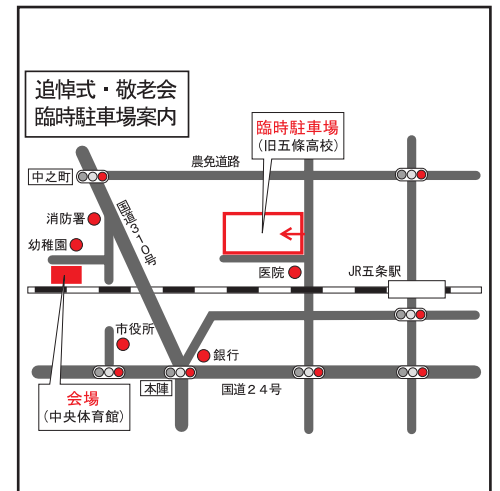 追悼式・敬老会
臨時駐車場案内
臨時駐車場
(旧五條高校)
農免道路
中之町
国道310号
消防署
幼稚園
医院
JR五条駅
市役所
銀行
会場
(中央体育館)
本陣
国道24号